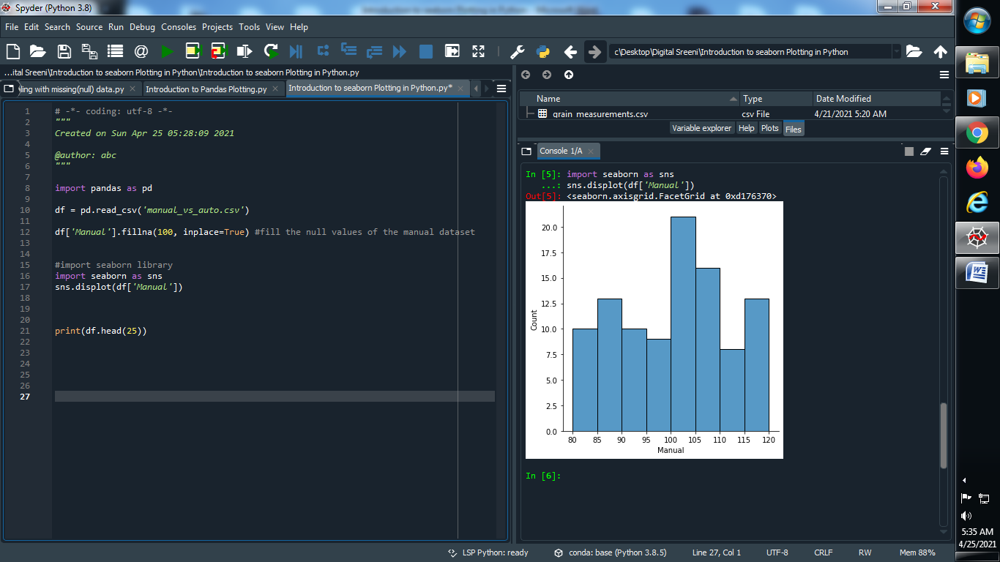 Spyder (Python 3.8)
File Edit Search Source Run Debug Consoles Projects Tools View Help
c\Desktop\Digital Sreeni\Introduction to seaborn Plotting in Python
...ital Sreeni\Introduction to seaborn Plotting in Python\Introduction to seaborn Plotting in Python.py
ling with missing(null) data.py Introduction to Pandas Plotting.py Introduction to seaborn Plotting in Python.py*
1 # -*- coding: utf-8 -*-
2 """
3 Created on Sun Apr 25 05:28:09 2021
4
5 @author: abc
6 """
7
8 import pandas as pd
9
10 df = pd.read_csv('manual_vs_auto.csv')
11
12 df['Manual'].fillna(100, inplace=True) #fill the null values of the manual dataset
13
14
15 #import seaborn library
16 import seaborn as sns
17 sns.displot(df['Manual'])
18
19
20
21 print(df.head(25))
22
23
24
25
26
27
Name Type Date Modified
grain_measurements.csv csv File 4/21/2021 5:20 AM
Variable explorer Help Plots Files
Console 1/A
In [5]: import seaborn as sns
...: sns.displot(df['Manual'])
Out[5]: <seaborn.axisgrid.FacetGrid at 0xd176370>
20.0
17.5
15.0
12.5
10.0
7.5
5.0
2.5
0.0
Count
80 85 90 95 100 105 110 115 120
Manual
In [6]:
LSP Python: ready conda: base (Python 3.8.5) Line 27, Col 1 UTF-8 CRLF RW Mem 88%
5:35 AM
4/25/2021